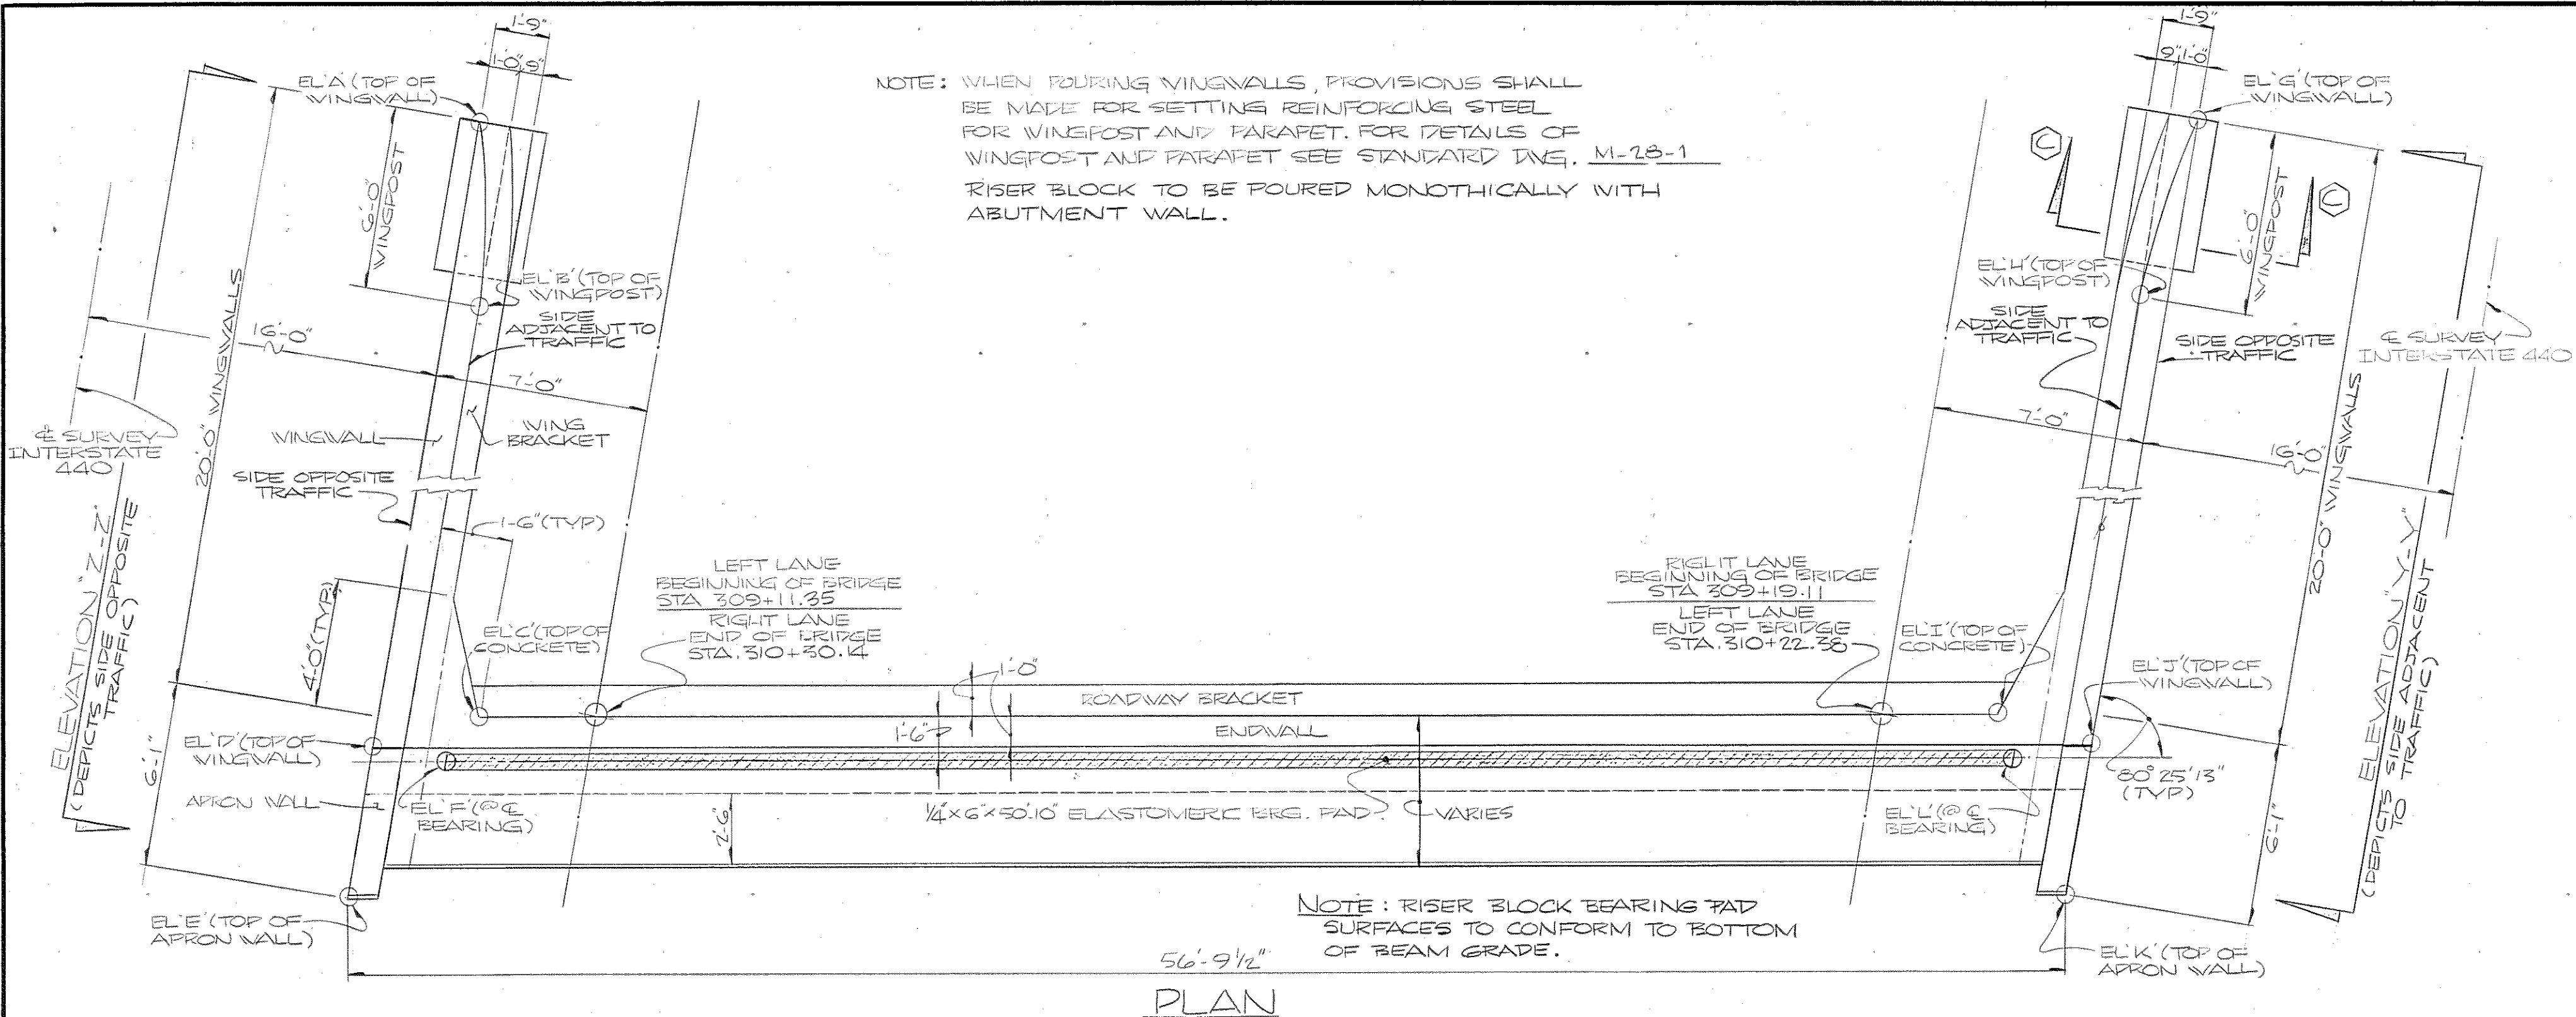 1'-9"
1'-0" 9"
EL.'A' (TOP OF
WINGWALL)
6'-0"
WINGPOST
20'-0" WINGWALLS
EL.'B' (TOP OF
WINGPOST)
SIDE
ADJACENT TO
TRAFFIC
16'-0"
7'-0"
WINGWALL
WING
BRACKET
℄ SURVEY
INTERSTATE
440
SIDE OPPOSITE
TRAFFIC
1'-6" (TYP)
4'-0" (TYP.)
ELEVATION "Z-Z"
(DEPICTS SIDE OPPOSITE
TRAFFIC)
NOTE: WHEN POURING WINGWALLS, PROVISIONS SHALL
BE MADE FOR SETTING REINFORCING STEEL
FOR WINGPOST AND PARAPET. FOR DETAILS OF
WINGPOST AND PARAPET SEE STANDARD DWG. M-28-1
RISER BLOCK TO BE POURED MONOTHICALLY WITH
ABUTMENT WALL.
1'-9"
9" 1'-0"
EL.'G' (TOP OF
WINGWALL)
C
C
6'-0"
WINGPOST
EL.'H' (TOP OF
WINGPOST)
SIDE
ADJACENT TO
TRAFFIC
SIDE OPPOSITE
TRAFFIC
℄ SURVEY
INTERSTATE 440
7'-0"
16'-0"
20'-0" WINGWALLS
ELEVATION "Y-Y"
(DEPICTS SIDE ADJACENT
TO TRAFFIC)
LEFT LANE
BEGINNING OF BRIDGE
STA 309+11.35
RIGHT LANE
END OF BRIDGE
STA. 310+30.14
RIGHT LANE
BEGINNING OF BRIDGE
STA 309+19.11
LEFT LANE
END OF BRIDGE
STA. 310+22.38
EL.'C' (TOP OF
CONCRETE)
EL.'I' (TOP OF
CONCRETE)
EL.'J' (TOP OF
WINGWALL)
1'-0"
ROADWAY BRACKET
1'-6"
ENDWALL
EL.'D' (TOP OF
WINGWALL)
6'-1"
APRON WALL
EL.'F' (@ ℄
BEARING)
2'-6"
1/4 x 6 x 50'-10" ELASTOMERIC BRG. PAD
VARIES
EL.'L' (@ ℄
BEARING)
80° 25' 13"
(TYP)
6'-1"
EL.'E' (TOP OF
APRON WALL)
NOTE: RISER BLOCK BEARING PAD
SURFACES TO CONFORM TO BOTTOM
OF BEAM GRADE.
EL.'K' (TOP OF
APRON WALL)
56'-9 1/2"
PLAN